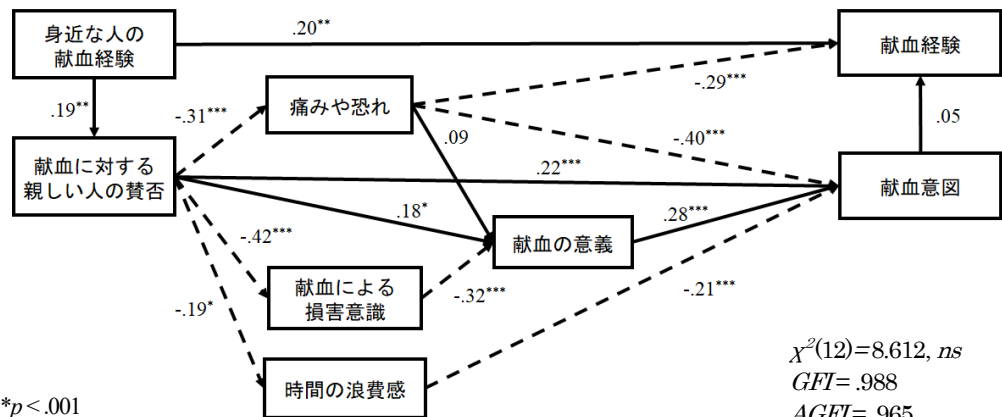 身近な人の
献血経験
.20**
献血経験
.19**
-.31***
痛みや恐れ
-.29***
.09
-.40***
.05
献血に対する
親しい人の賛否
.22***
献血意図
.18*
献血の意義
.28***
-.42***
献血による
損害意識
-.32***
-.21***
-.19*
時間の浪費感
χ²(12)=8.612, ns
GFI=.988
*p<.001
AGFI=.965